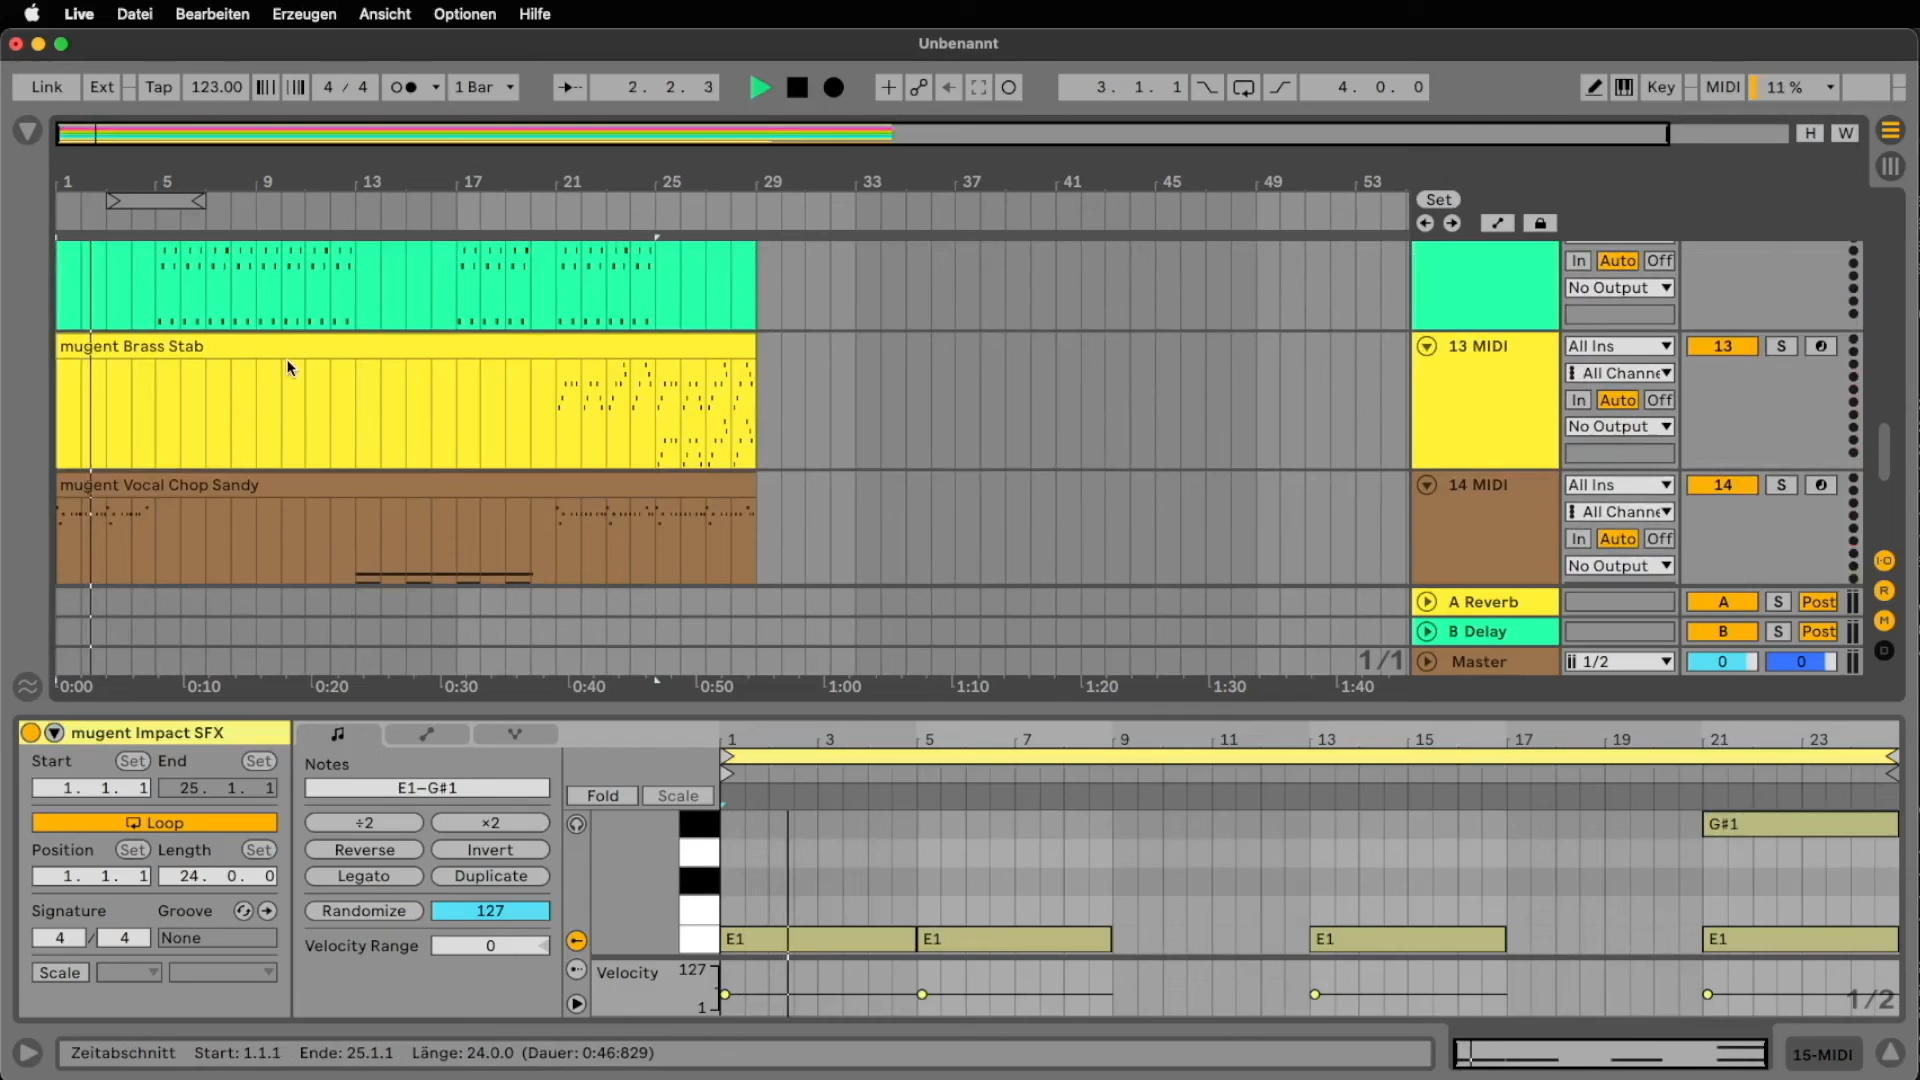 Live Datei Bearbeiten Erzeugen Ansicht Optionen Hilfe
Unbenannt
Link Ext Tap 123.00 4 / 4 1 Bar 2. 2. 3 3. 1. 1 4. 0. 0 Key MIDI 11 %
H W
1 5 9 13 17 21 25 29 33 37 41 45 49 53
Set
In Auto Off
No Output
mugent Brass Stab
13 MIDI All Ins 13 S
All Channe
In Auto Off
No Output
mugent Vocal Chop Sandy
14 MIDI All Ins 14 S
All Channe
In Auto Off
No Output
A Reverb A S Post
B Delay B S Post
1/1
Master 1/2 0 0
I·O
R
M
D
0:00 0:10 0:20 0:30 0:40 0:50 1:00 1:10 1:20 1:30 1:40
mugent Impact SFX
Start Set End Set
1. 1. 1 25. 1. 1
Loop
Position Set Length Set
1. 1. 1 24. 0. 0
Signature Groove
4 / 4 None
Scale
Notes
E1–G#1
÷2 ×2
Reverse Invert
Legato Duplicate
Randomize 127
Velocity Range 0
1 3 5 7 9 11 13 15 17 19 21 23
Fold Scale
G#1
E1 E1 E1 E1
Velocity 127
1
1/2
Zeitabschnitt Start: 1.1.1 Ende: 25.1.1 Länge: 24.0.0 (Dauer: 0:46:829)
15-MIDI